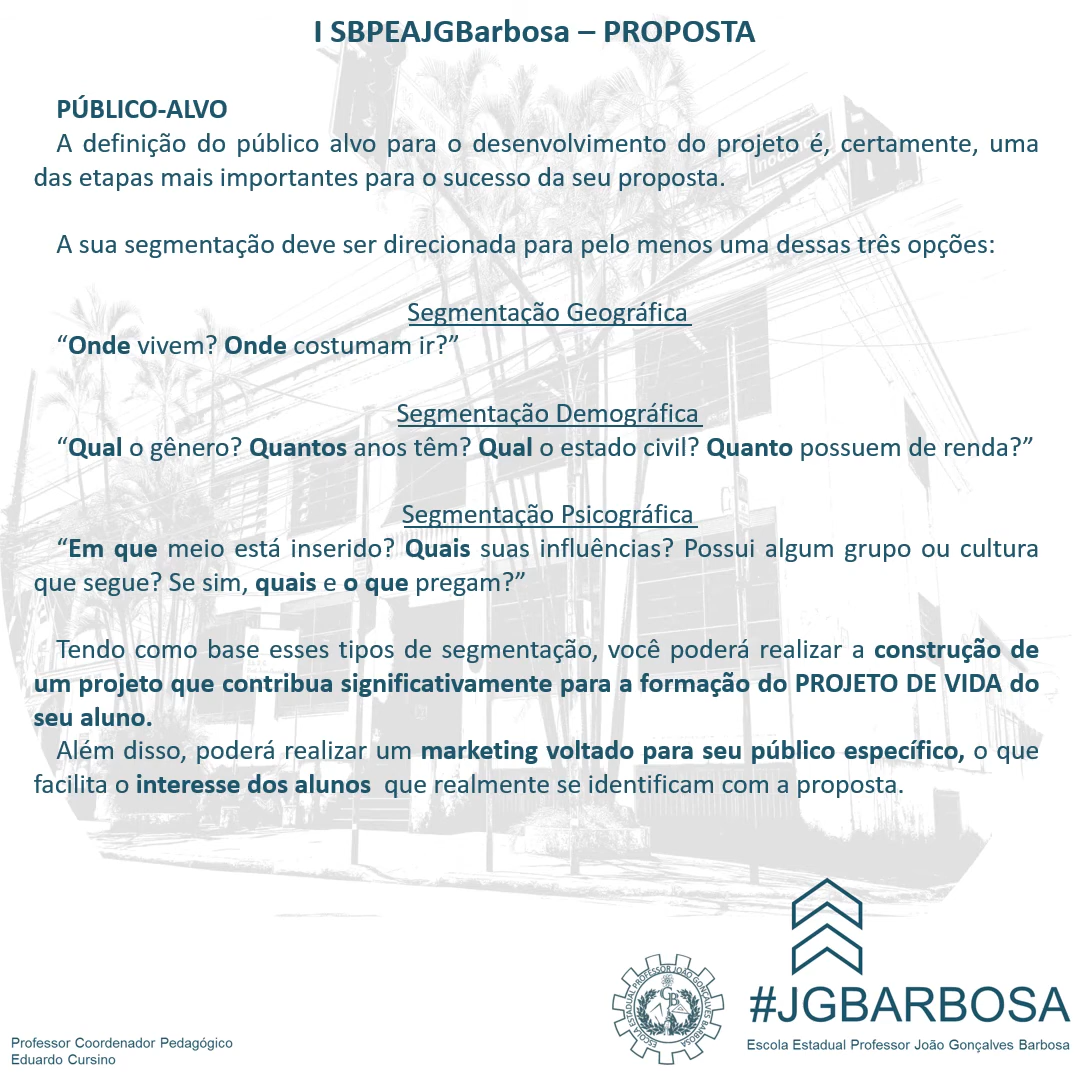 I SBPEAJGBarbosa – PROPOSTA
PÚBLICO-ALVO
A definição do público alvo para o desenvolvimento do projeto é, certamente, uma
das etapas mais importantes para o sucesso da seu proposta.
A sua segmentação deve ser direcionada para pelo menos uma dessas três opções:
Segmentação Geográfica
“Onde vivem? Onde costumam ir?”
Segmentação Demográfica
“Qual o gênero? Quantos anos têm? Qual o estado civil? Quanto possuem de renda?”
Segmentação Psicográfica
“Em que meio está inserido? Quais suas influências? Possui algum grupo ou cultura
que segue? Se sim, quais e o que pregam?”
Tendo como base esses tipos de segmentação, você poderá realizar a construção de
um projeto que contribua significativamente para a formação do PROJETO DE VIDA do
seu aluno.
Além disso, poderá realizar um marketing voltado para seu público específico, o que
facilita o interesse dos alunos  que realmente se identificam com a proposta.
ESCOLA ESTADUAL PROFESSOR JOÃO GONÇALVES BARBOSA
#JGBARBOSA
Escola Estadual Professor João Gonçalves Barbosa
Professor Coordenador Pedagógico
Eduardo Cursino